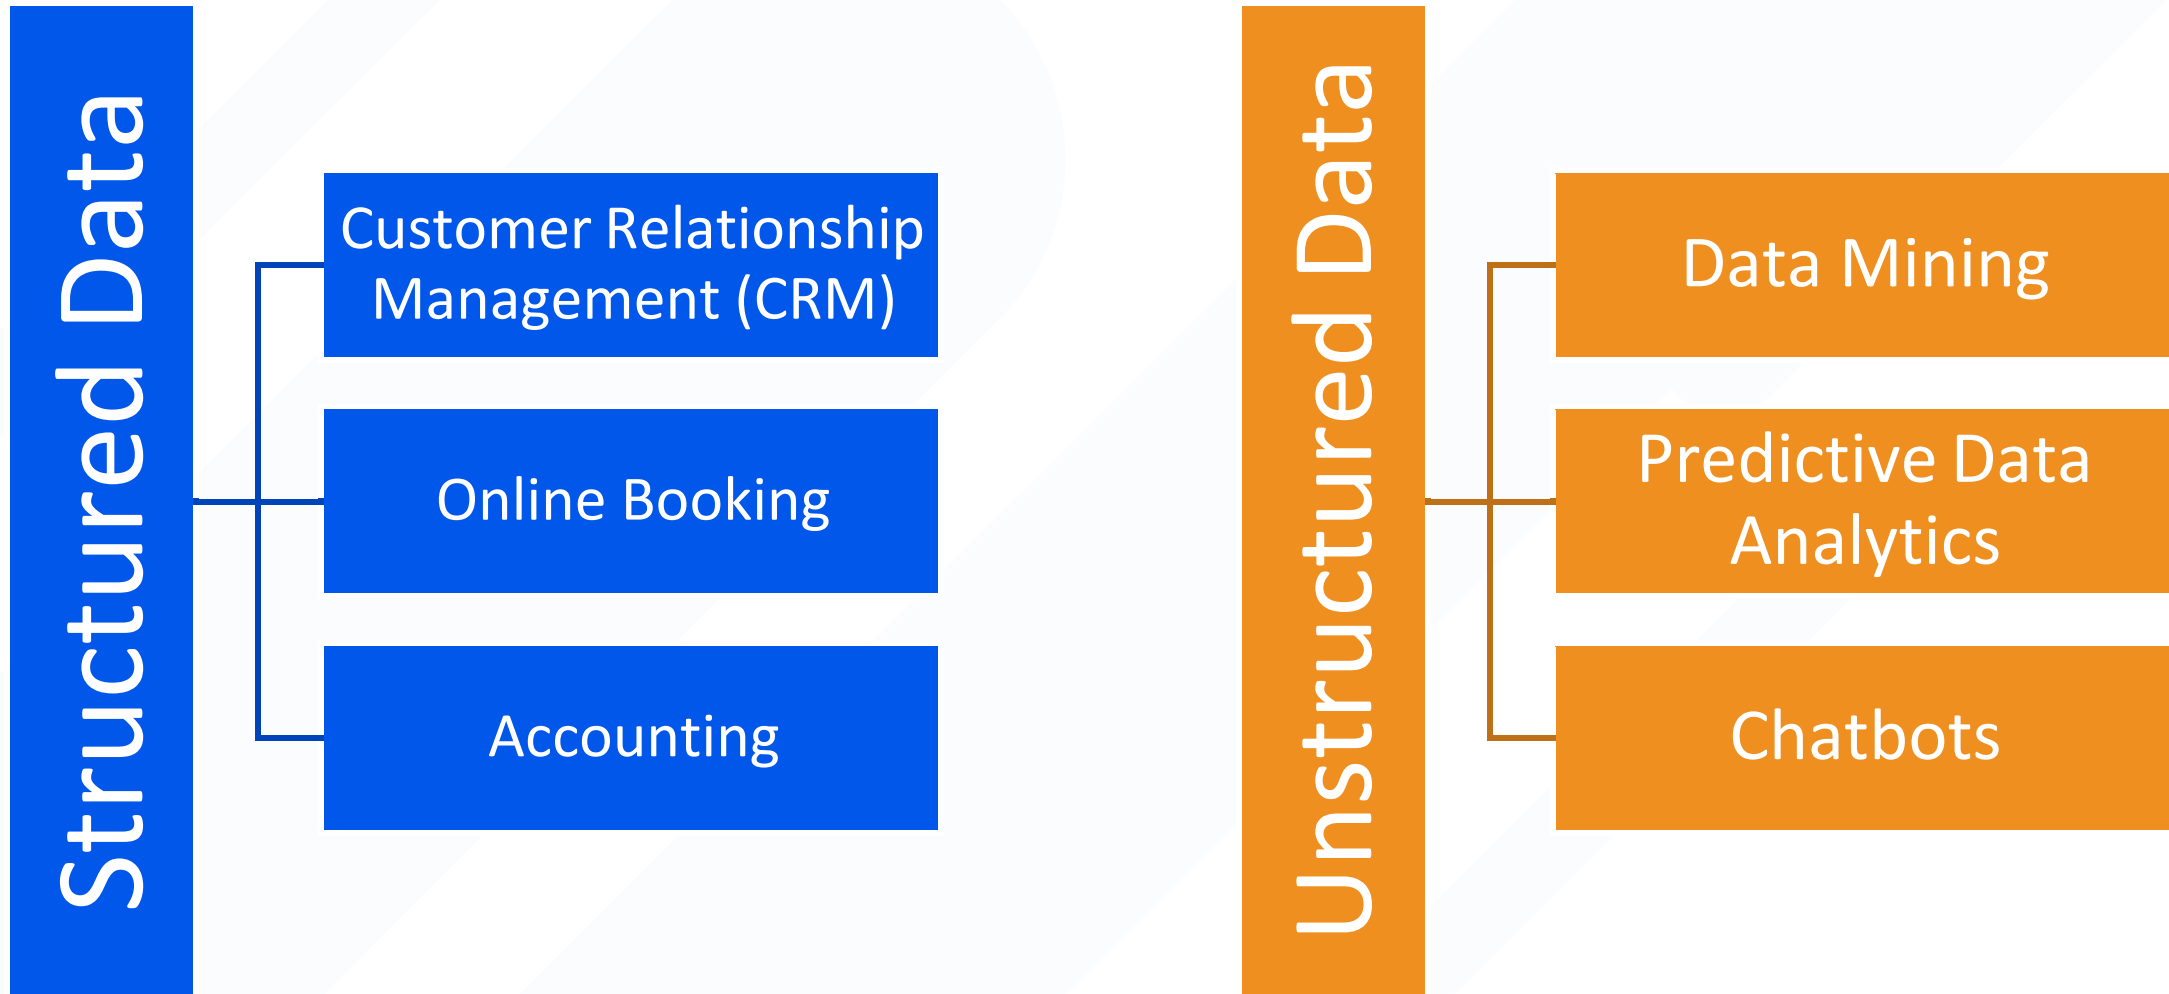 Structured Data
Customer Relationship
Management (CRM)
Online Booking
Accounting
Unstructured Data
Data Mining
Predictive Data
Analytics
Chatbots